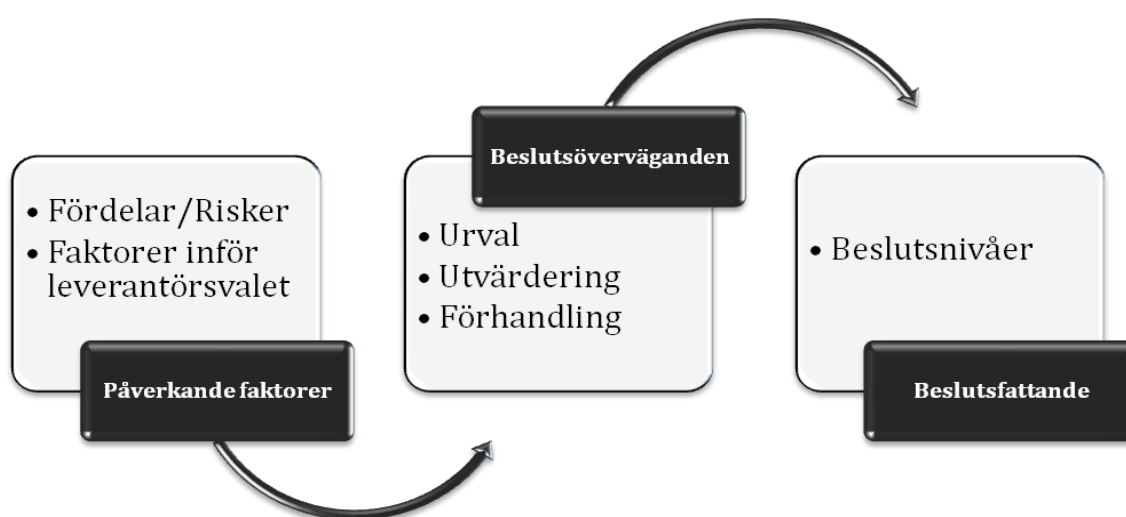 • Fördelar/Risker
• Faktorer inför
leverantörsvalet
Påverkande faktorer
Beslutsöverväganden
• Urval
• Utvärdering
• Förhandling
• Beslutsnivåer
Beslutsfattande